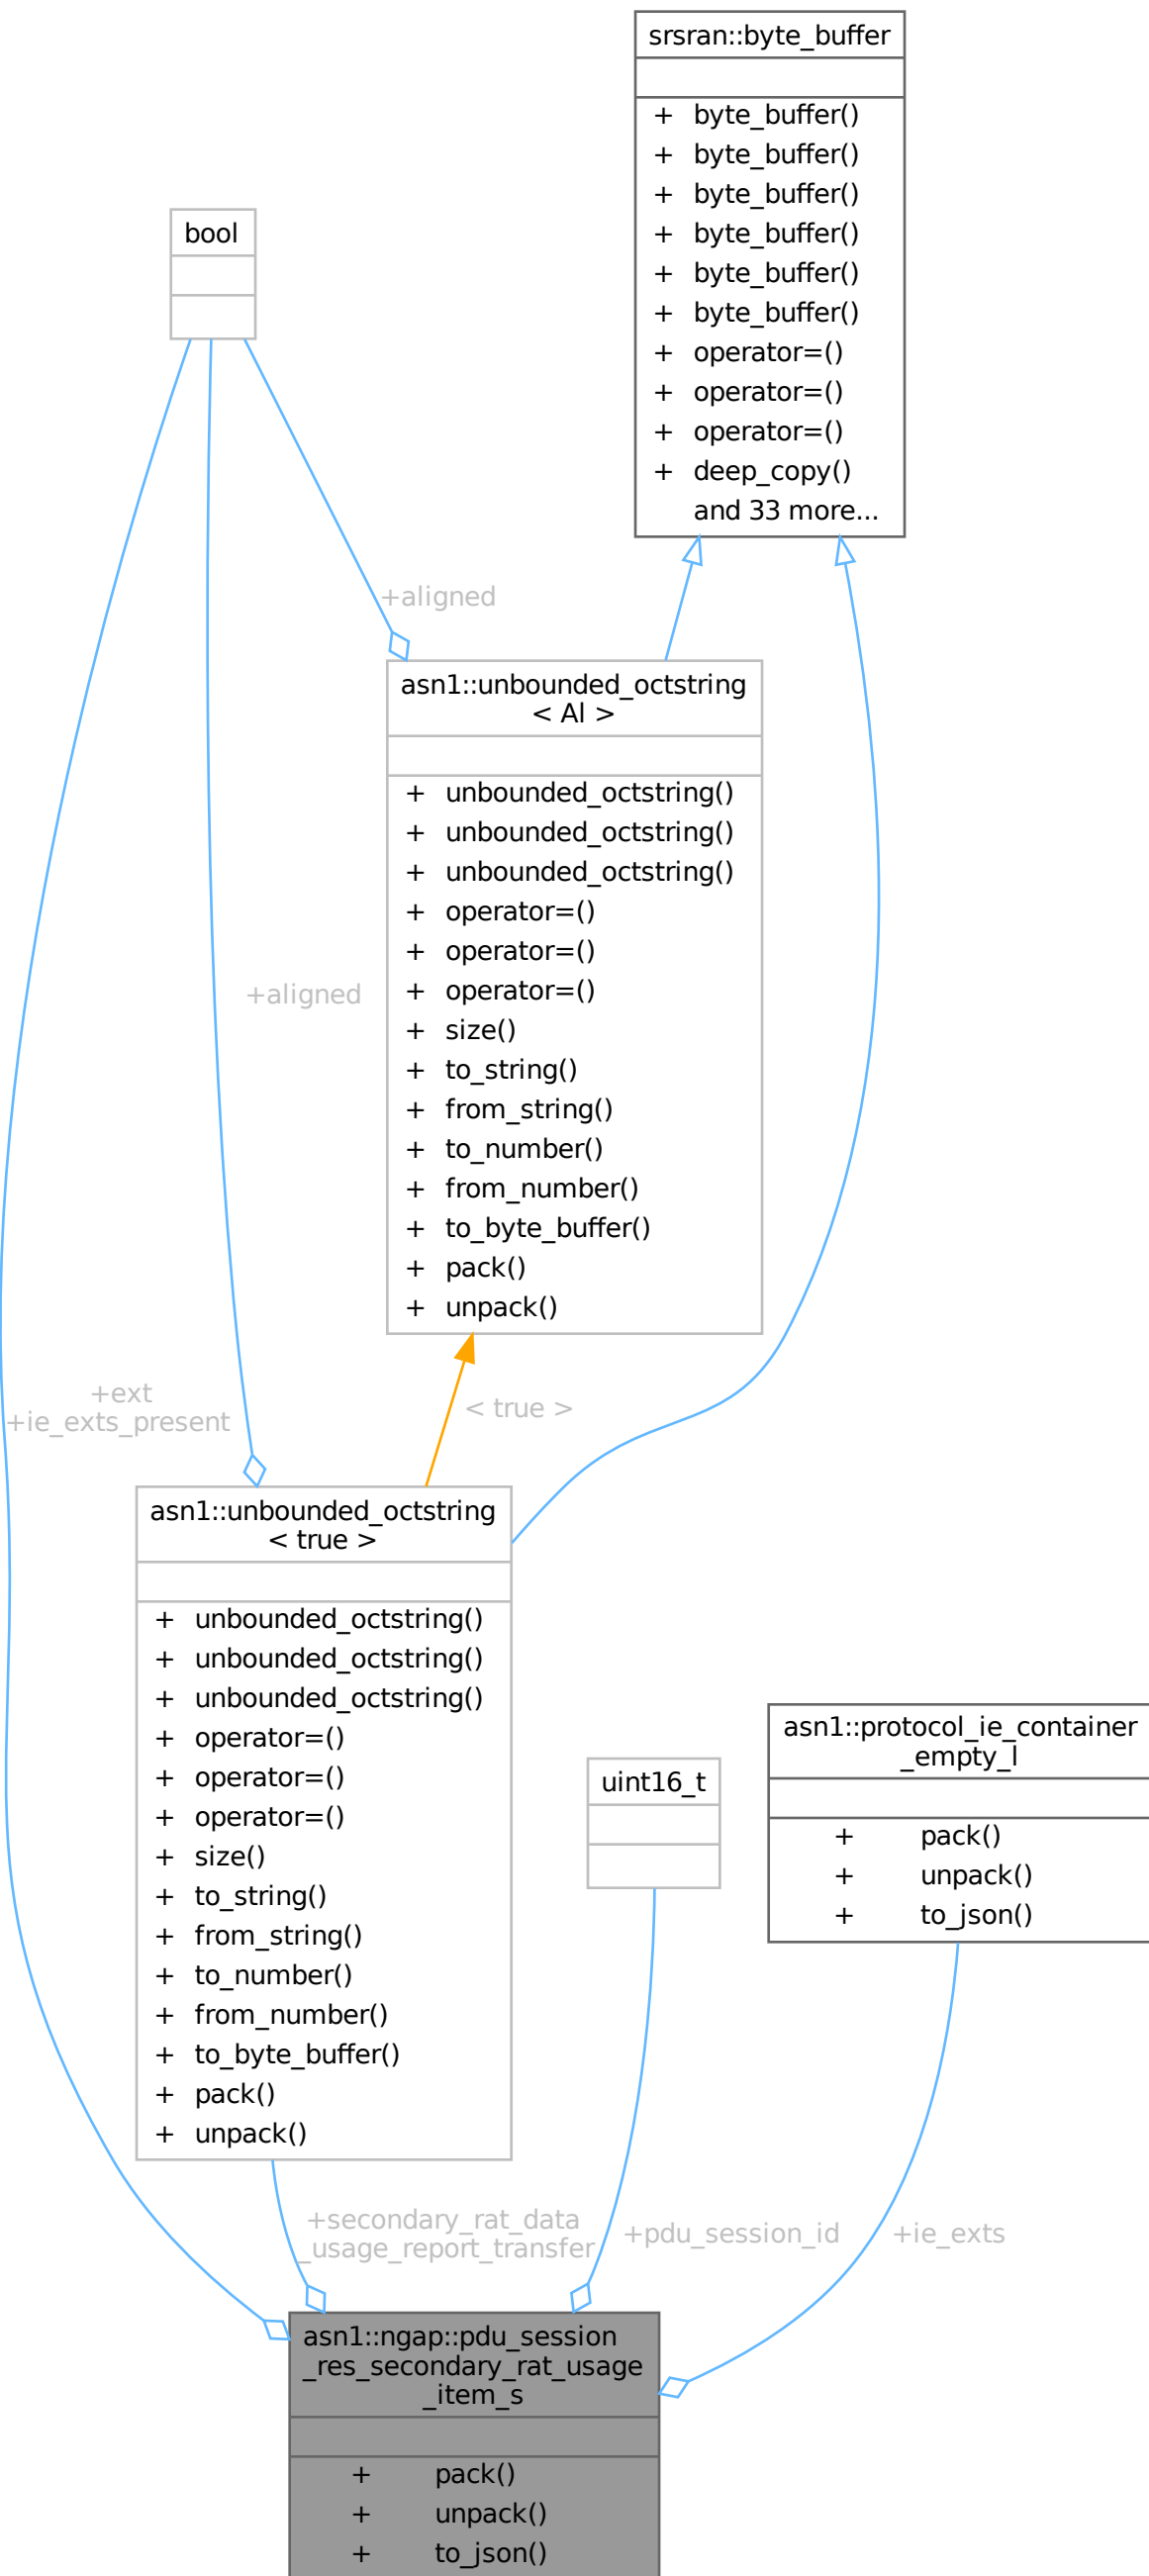 srsran::byte_buffer
+ byte_buffer()
+ byte_buffer()
+ byte_buffer()
+ byte_buffer()
+ byte_buffer()
+ byte_buffer()
+ operator=()
+ operator=()
+ operator=()
+ deep_copy()
and 33 more...
bool
+aligned
asn1::unbounded_octstring
< Al >
+ unbounded_octstring()
+ unbounded_octstring()
+ unbounded_octstring()
+ operator=()
+ operator=()
+ operator=()
+ size()
+ to_string()
+ from_string()
+ to_number()
+ from_number()
+ to_byte_buffer()
+ pack()
+ unpack()
+aligned
+ext
+ie_exts_present
< true >
asn1::unbounded_octstring
< true >
+ unbounded_octstring()
+ unbounded_octstring()
+ unbounded_octstring()
+ operator=()
+ operator=()
+ operator=()
+ size()
+ to_string()
+ from_string()
+ to_number()
+ from_number()
+ to_byte_buffer()
+ pack()
+ unpack()
uint16_t
asn1::protocol_ie_container
_empty_l
+ pack()
+ unpack()
+ to_json()
+secondary_rat_data
_usage_report_transfer
+pdu_session_id
+ie_exts
asn1::ngap::pdu_session
_res_secondary_rat_usage
_item_s
+ pack()
+ unpack()
+ to_json()